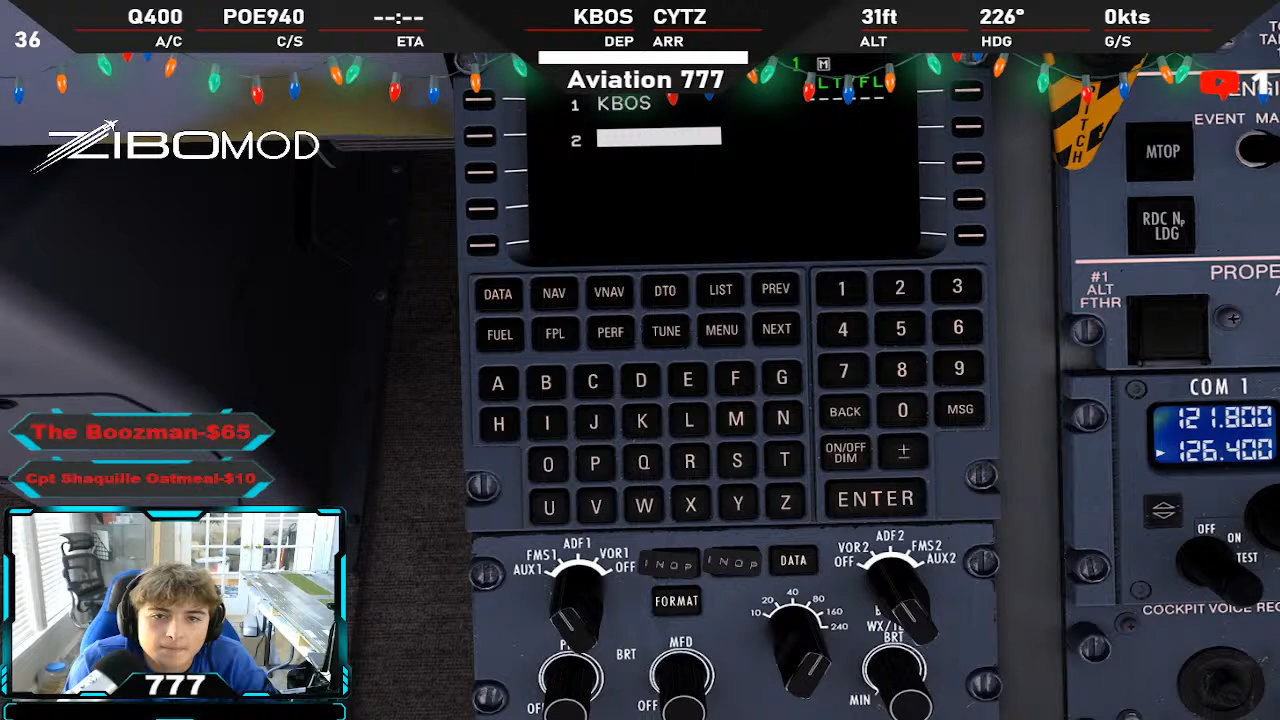 36
Q400
A/C
POE940
C/S
--:--
ETA
KBOS
DEP
CYTZ
ARR
31ft
ALT
226°
HDG
0kts
G/S
Aviation 777
ZIBOMOD
1 M
1 KBOS
2
DATA NAV VNAV DTO LIST PREV
FUEL FPL PERF TUNE MENU NEXT
A B C D E F G
H I J K L M N
O P Q R S T
U V W X Y Z
1 2 3
4 5 6
7 8 9
BACK 0 MSG
ON/OFF DIM ±
ENTER
EVENT
MTOP
RDC Np LDG
#1 ALT FTHR
COM 1
121.800
126.400
OFF
ON
TEST
COCKPIT VOICE
AUX1 FMS1 ADF1 VOR1 OFF
INOP INOP DATA
FORMAT
OFF VOR2 ADF2 FMS2 AUX2
10 20 40 80 160 240
BRT
MFD
OFF
BRT
MIN
The Boozman-$65
Cpt Shaquille Oatmeal-$10
777